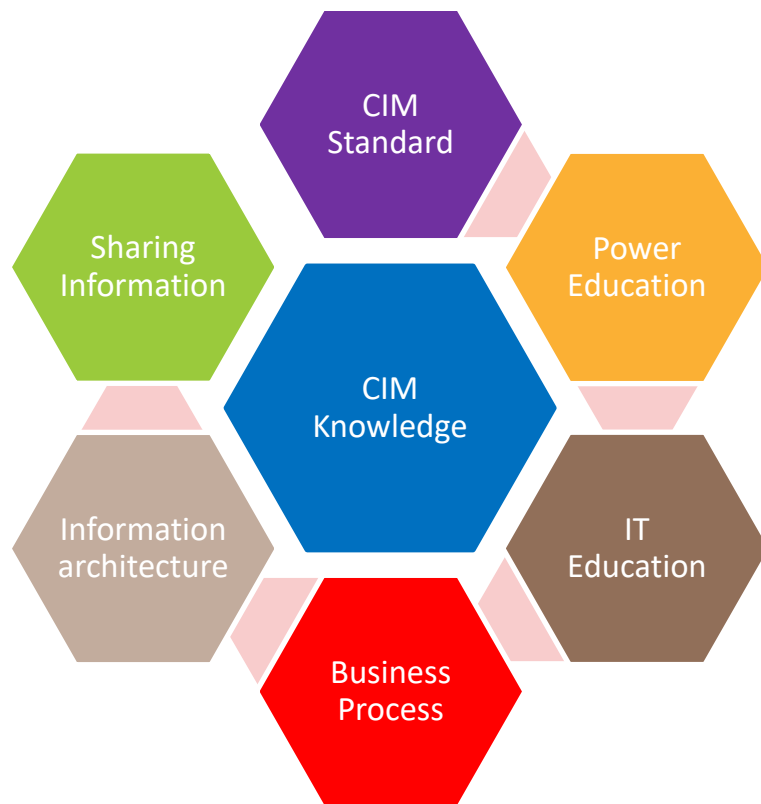 CIM
Standard
Sharing
Information
Power
Education
CIM
Knowledge
Information
architecture
IT
Education
Business
Process